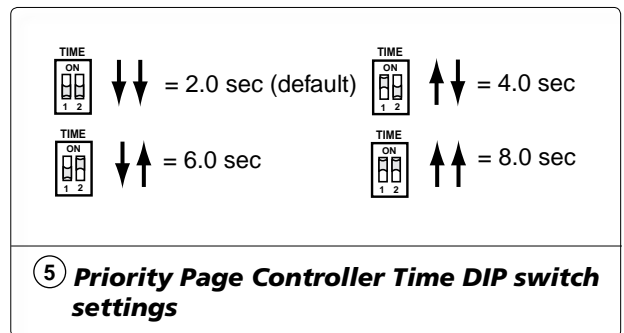 TIME
ON
1 2
↓↓ = 2.0 sec (default)
TIME
ON
1 2
↑↓ = 4.0 sec
TIME
ON
1 2
↓↑ = 6.0 sec
TIME
ON
1 2
↑↑ = 8.0 sec
5 Priority Page Controller Time DIP switch
settings